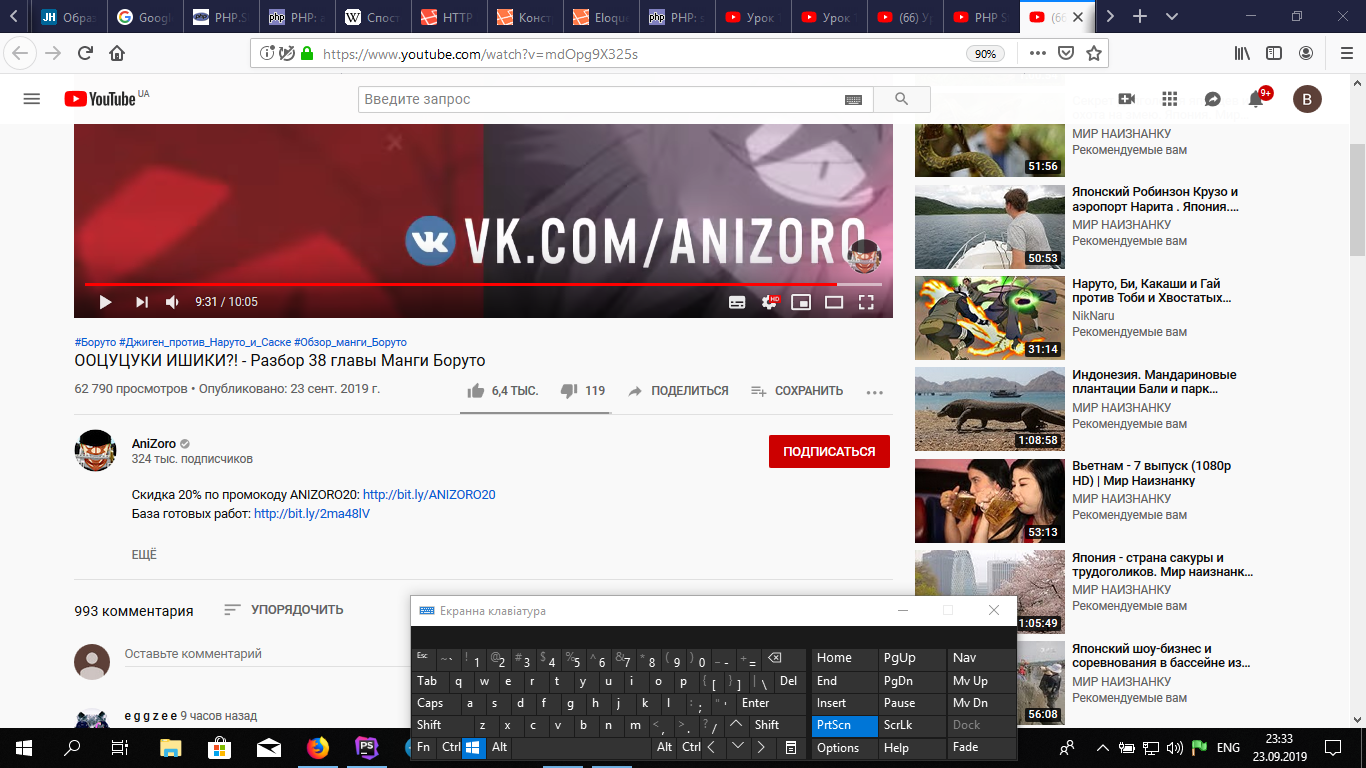 Обра
Google
PHP.S
php PHP: а
W Спост
HTTP
Конст
Eloque
php PHP: s
Урок
Урок
(66) У
PHP S
(6
https://www.youtube.com/watch?v=mdOpg9X325s
90%
YouTube UA
Введите запрос
9+
B
VK.COM/ANIZORO
9:31 / 10:05
HD
#Боруто #Джиген_против_Наруто_и_Саске #Обзор_манги_Боруто
ООЦУЦУКИ ИШИКИ?! - Разбор 38 главы Манги Боруто
62 790 просмотров • Опубликовано: 23 сент. 2019 г.
6,4 ТЫС.
119
ПОДЕЛИТЬСЯ
СОХРАНИТЬ
AniZoro
324 тыс. подписчиков
ПОДПИСАТЬСЯ
Скидка 20% по промокоду ANIZORO20: http://bit.ly/ANIZORO20
База готовых работ: http://bit.ly/2ma48lV
ЕЩЁ
993 комментария
УПОРЯДОЧИТЬ
Оставьте комментарий
e g g z e e 9 часов назад
МИР НАИЗНАНКУ
Рекомендуемые вам
51:56
Японский Робинзон Крузо и
аэропорт Нарита . Япония....
МИР НАИЗНАНКУ
Рекомендуемые вам
50:53
Наруто, Би, Какаши и Гай
против Тоби и Хвостатых...
NikNaru
Рекомендуемые вам
31:14
Индонезия. Мандариновые
плантации Бали и парк...
МИР НАИЗНАНКУ
Рекомендуемые вам
1:08:58
Вьетнам - 7 выпуск (1080p
HD) | Мир Наизнанку
МИР НАИЗНАНКУ
Рекомендуемые вам
53:13
Япония - страна сакуры и
трудоголиков. Мир наизнанк...
МИР НАИЗНАНКУ
Рекомендуемые вам
1:05:49
Японский шоу-бизнес и
соревнования в бассейне из...
МИР НАИЗНАНКУ
Рекомендуемые вам
56:08
Екранна клавіатура
Esc ~ ` ! 1 @ 2 # 3 $ 4 % 5 ^ 6 & 7 * 8 ( 9 ) 0 _ - + = Home PgUp Nav
Tab q w e r t y u i o p { [ } ] | \ Del End PgDn Mv Up
Caps a s d f g h j k l : ; " ' Enter Insert Pause Mv Dn
Shift z x c v b n m < , > . ? / Shift PrtScn ScrLk Dock
Fn Ctrl Alt Alt Ctrl Options Help Fade
PS
ENG
23:33
23.09.2019